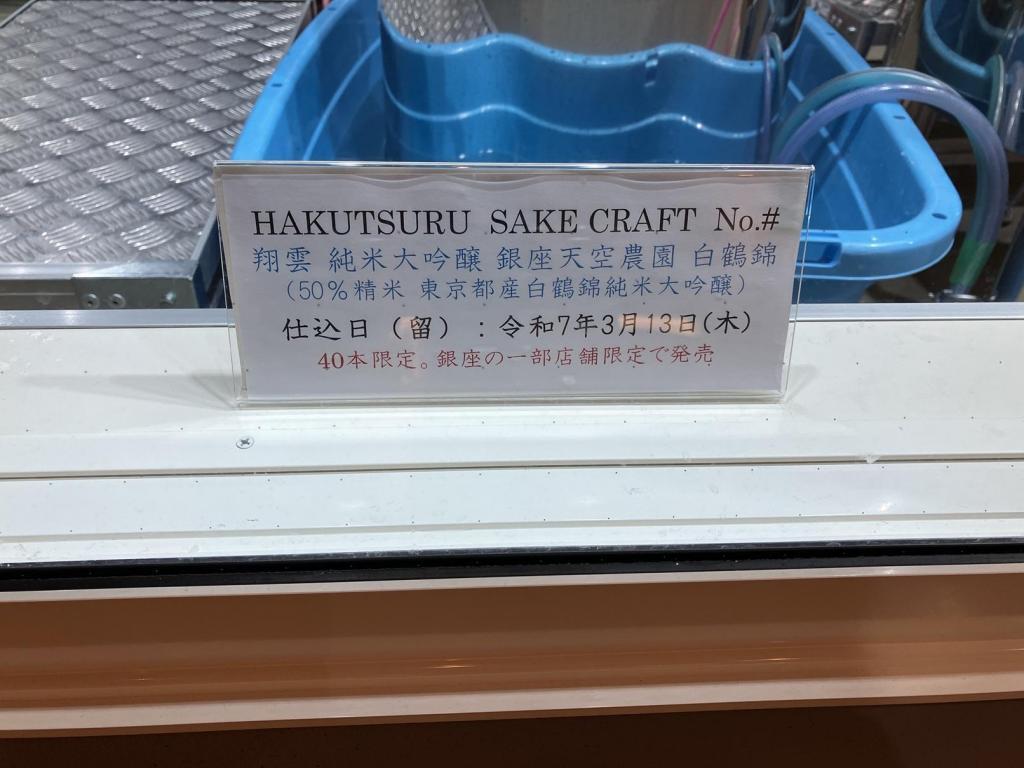 HAKUTSURU SAKE CRAFT No.#
翔雲 純米大吟醸 銀座天空農園 白鶴錦
（50％精米 東京都産白鶴錦純米大吟醸）
仕込日（留）：令和7年3月13日(木)
40本限定。銀座の一部店舗限定で発売